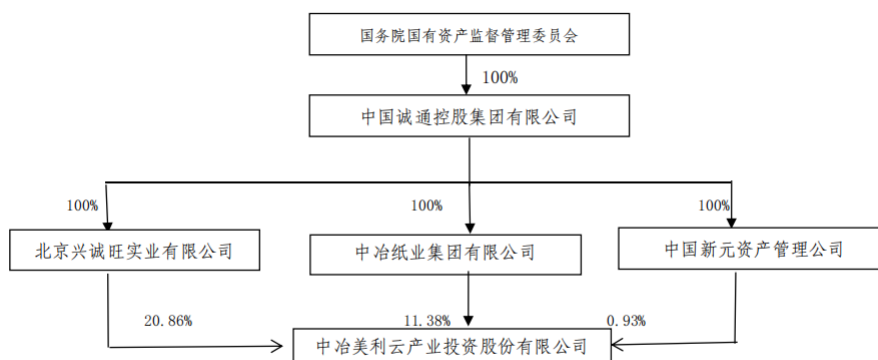 国务院国有资产监督管理委员会
100%
中国诚通控股集团有限公司
100%
100%
100%
北京兴诚旺实业有限公司
中冶纸业集团有限公司
中国新元资产管理公司
20.86%
11.38%
0.93%
中冶美利云产业投资股份有限公司